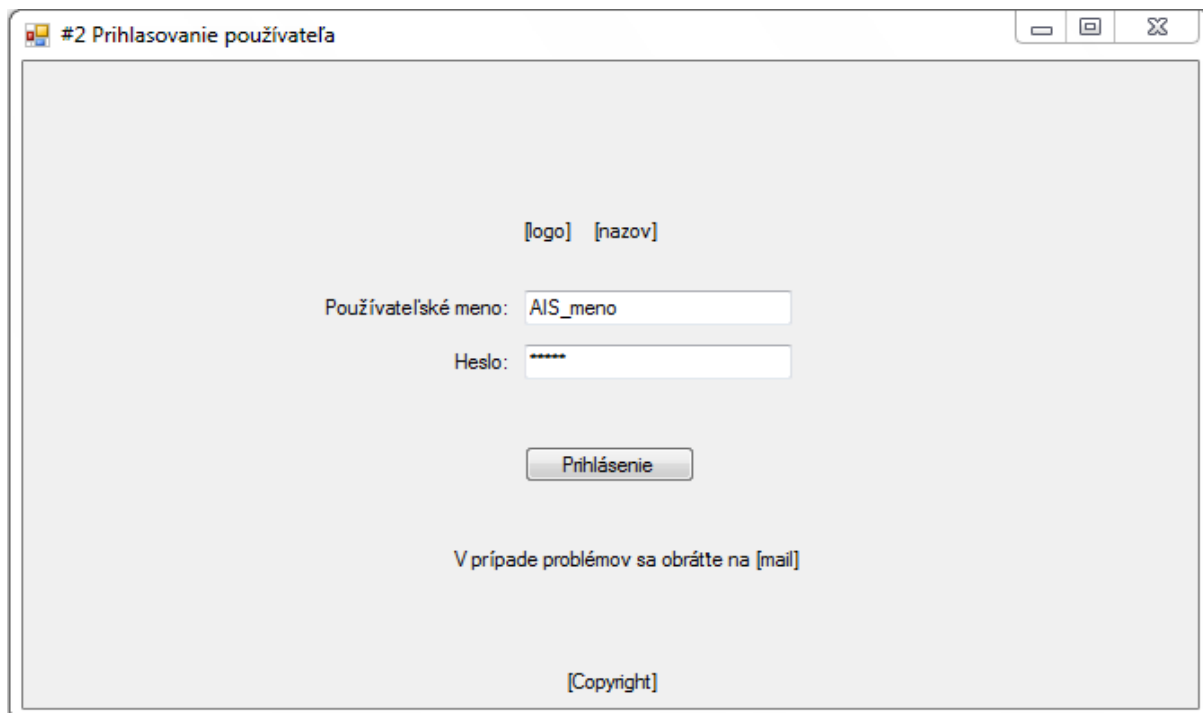 #2 Prihlasovanie používateľa
[logo] [nazov]
Používateľské meno: AIS_meno
Heslo: *****
Prihlásenie
V prípade problémov sa obráťte na [mail]
[Copyright]